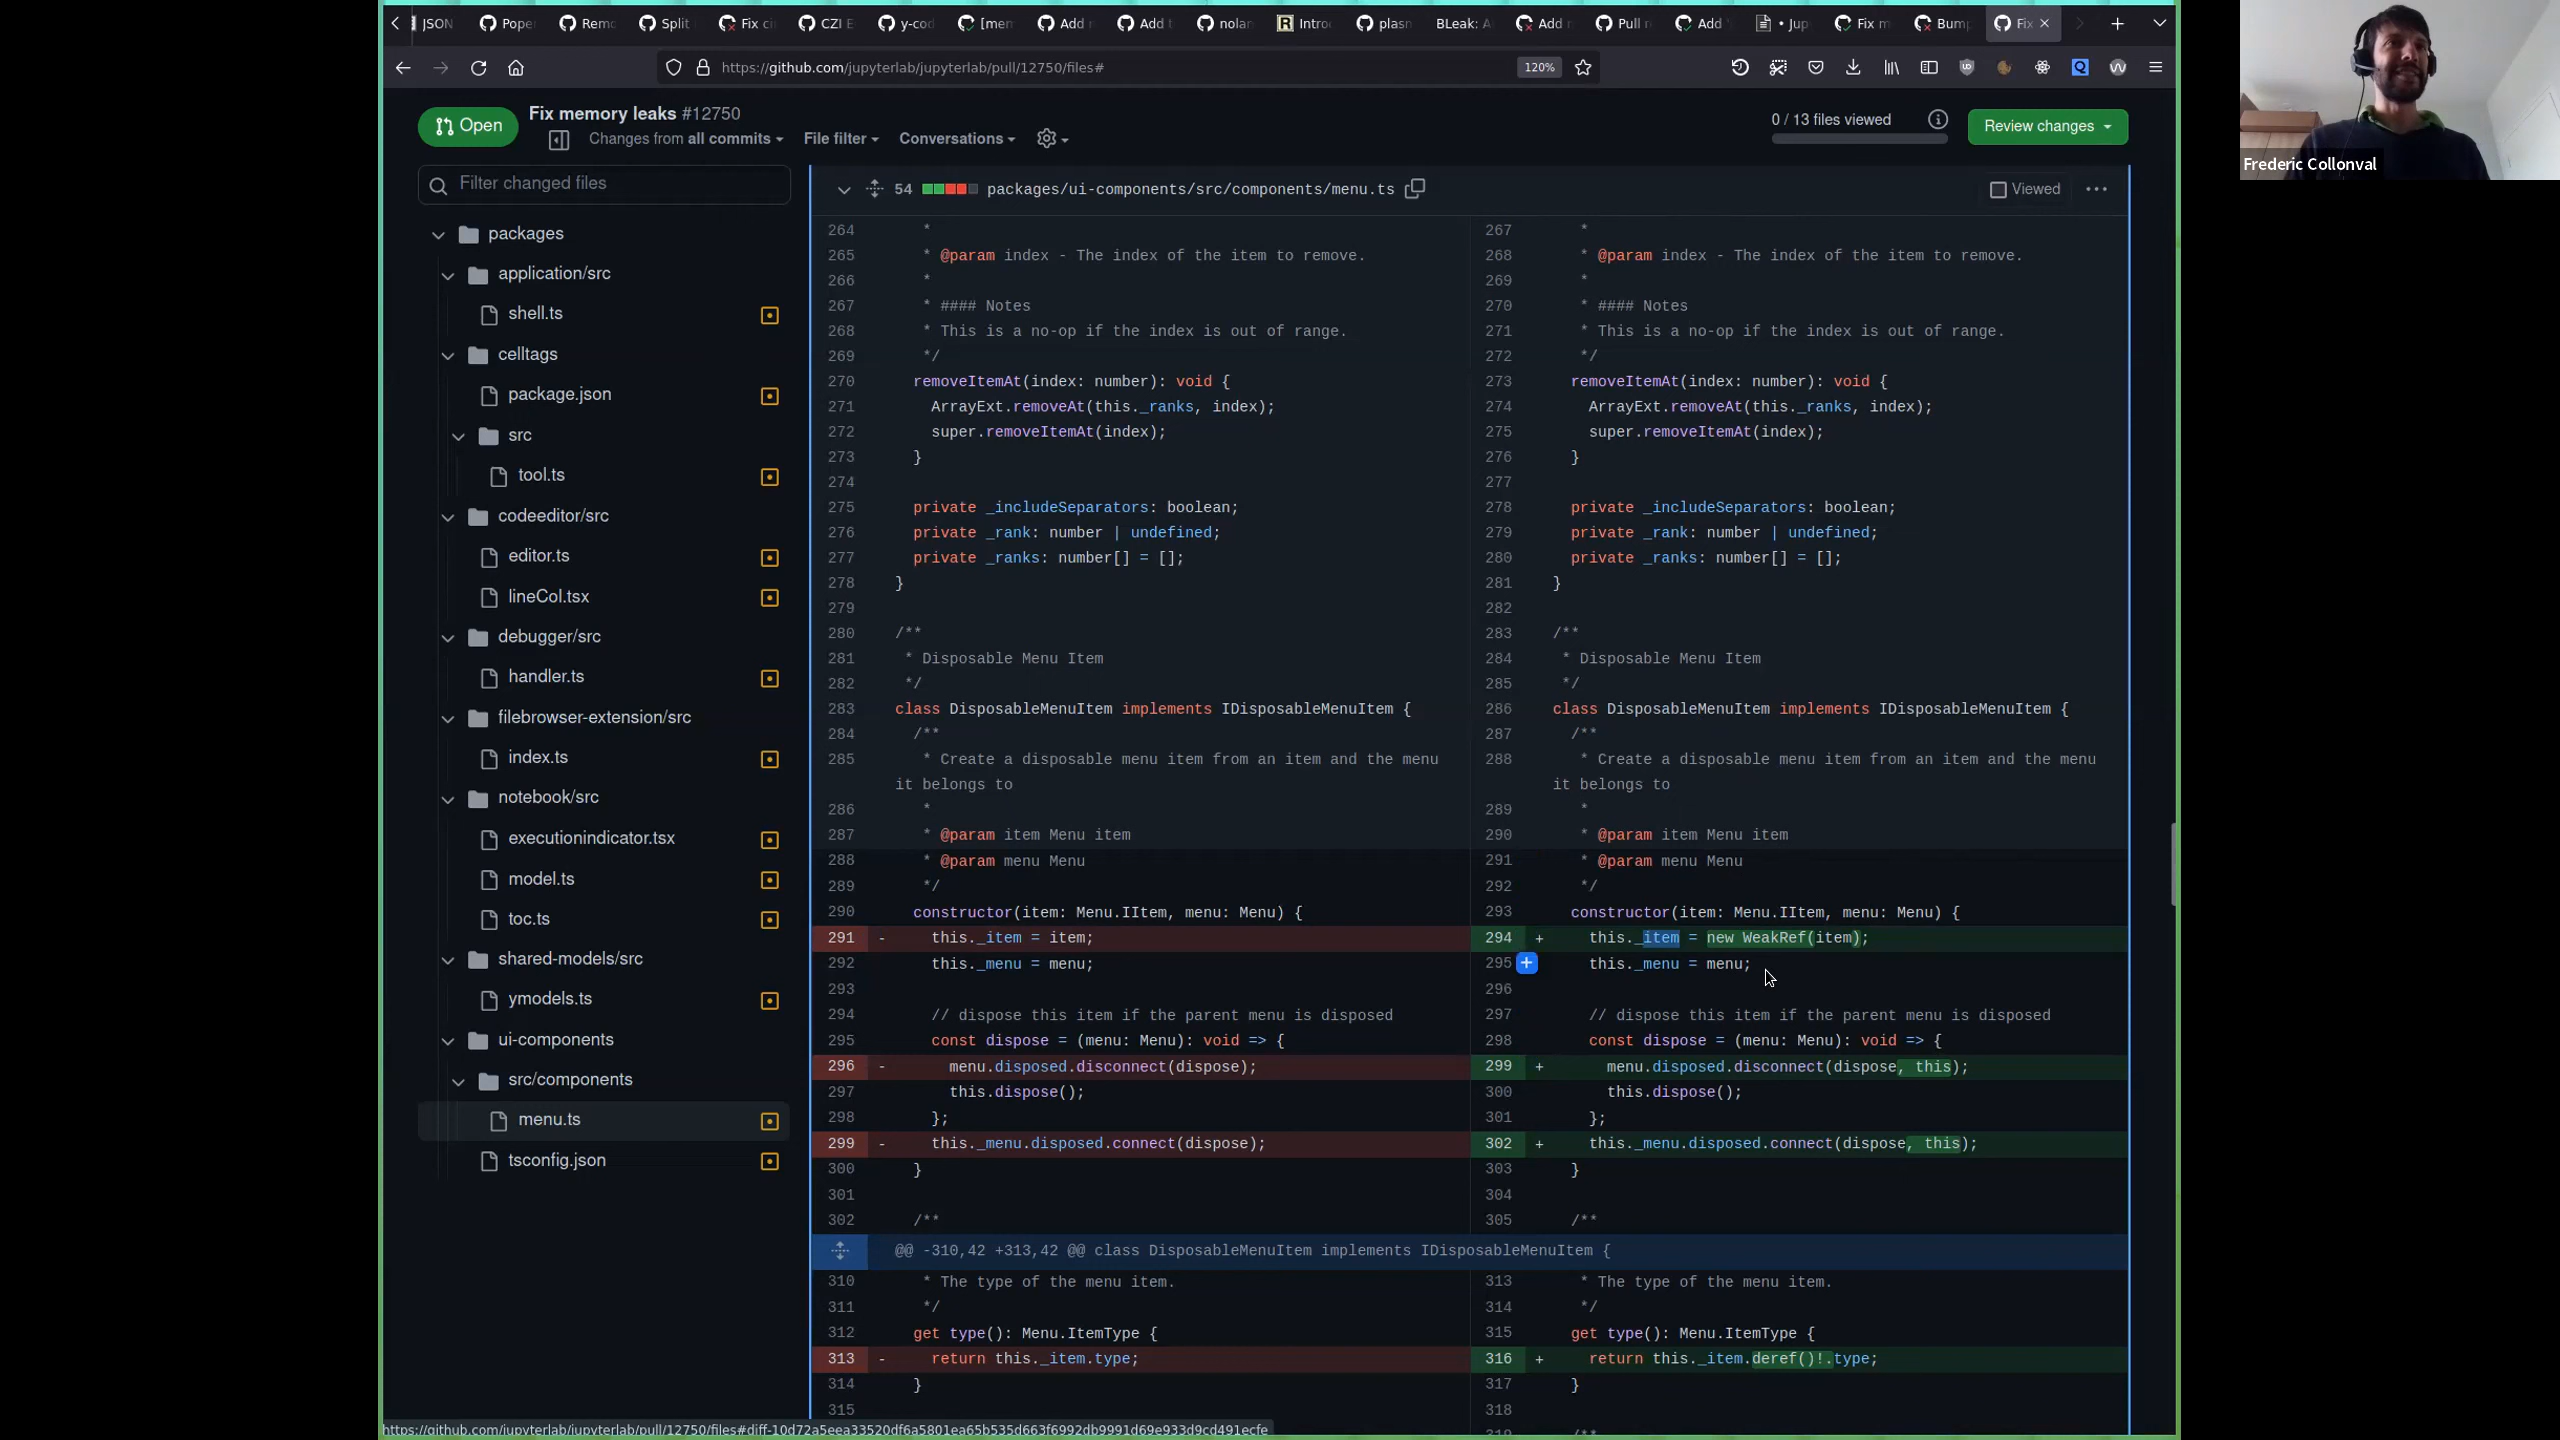 JSON
Pope
Remo
Split
Fix ci
CZI E
y-cod
[mem
Add r
Add t
nolan
Intro
plasm
BLeak: A
Add r
Pull r
Add
• Jup
Fix m
Bump
Fix
https://github.com/jupyterlab/jupyterlab/pull/12750/files#
120%
Frederic Collonval
Open
Fix memory leaks #12750
Changes from all commits
File filter
Conversations
0 / 13 files viewed
Review changes
Filter changed files
packages
application/src
shell.ts
celltags
package.json
src
tool.ts
codeeditor/src
editor.ts
lineCol.tsx
debugger/src
handler.ts
filebrowser-extension/src
index.ts
notebook/src
executionindicator.tsx
model.ts
toc.ts
shared-models/src
ymodels.ts
ui-components
src/components
menu.ts
tsconfig.json
54 packages/ui-components/src/components/menu.ts
Viewed
264 *
265 * @param index - The index of the item to remove.
266 *
267 * #### Notes
268 * This is a no-op if the index is out of range.
269 */
270 removeItemAt(index: number): void {
271 ArrayExt.removeAt(this._ranks, index);
272 super.removeItemAt(index);
273 }
274
275 private _includeSeparators: boolean;
276 private _rank: number | undefined;
277 private _ranks: number[] = [];
278 }
279
280 /**
281 * Disposable Menu Item
282 */
283 class DisposableMenuItem implements IDisposableMenuItem {
284 /**
285 * Create a disposable menu item from an item and the menu
it belongs to
286 *
287 * @param item Menu item
288 * @param menu Menu
289 */
290 constructor(item: Menu.IItem, menu: Menu) {
291 - this._item = item;
292 this._menu = menu;
293
294 // dispose this item if the parent menu is disposed
295 const dispose = (menu: Menu): void => {
296 - menu.disposed.disconnect(dispose);
297 this.dispose();
298 };
299 - this._menu.disposed.connect(dispose);
300 }
301
302 /**
267 *
268 * @param index - The index of the item to remove.
269 *
270 * #### Notes
271 * This is a no-op if the index is out of range.
272 */
273 removeItemAt(index: number): void {
274 ArrayExt.removeAt(this._ranks, index);
275 super.removeItemAt(index);
276 }
277
278 private _includeSeparators: boolean;
279 private _rank: number | undefined;
280 private _ranks: number[] = [];
281 }
282
283 /**
284 * Disposable Menu Item
285 */
286 class DisposableMenuItem implements IDisposableMenuItem {
287 /**
288 * Create a disposable menu item from an item and the menu
it belongs to
289 *
290 * @param item Menu item
291 * @param menu Menu
292 */
293 constructor(item: Menu.IItem, menu: Menu) {
294 + this._item = new WeakRef(item);
295 this._menu = menu;
296
297 // dispose this item if the parent menu is disposed
298 const dispose = (menu: Menu): void => {
299 + menu.disposed.disconnect(dispose, this);
300 this.dispose();
301 };
302 + this._menu.disposed.connect(dispose, this);
303 }
304
305 /**
@@ -310,42 +313,42 @@ class DisposableMenuItem implements IDisposableMenuItem {
310 * The type of the menu item.
311 */
312 get type(): Menu.ItemType {
313 - return this._item.type;
314 }
315
313 * The type of the menu item.
314 */
315 get type(): Menu.ItemType {
316 + return this._item.deref()!.type;
317 }
318
https://github.com/jupyterlab/jupyterlab/pull/12750/files#diff-10d72a5eea33520df6a5801ea65b535d663f6992db9991d69e933d9cd491ecfe